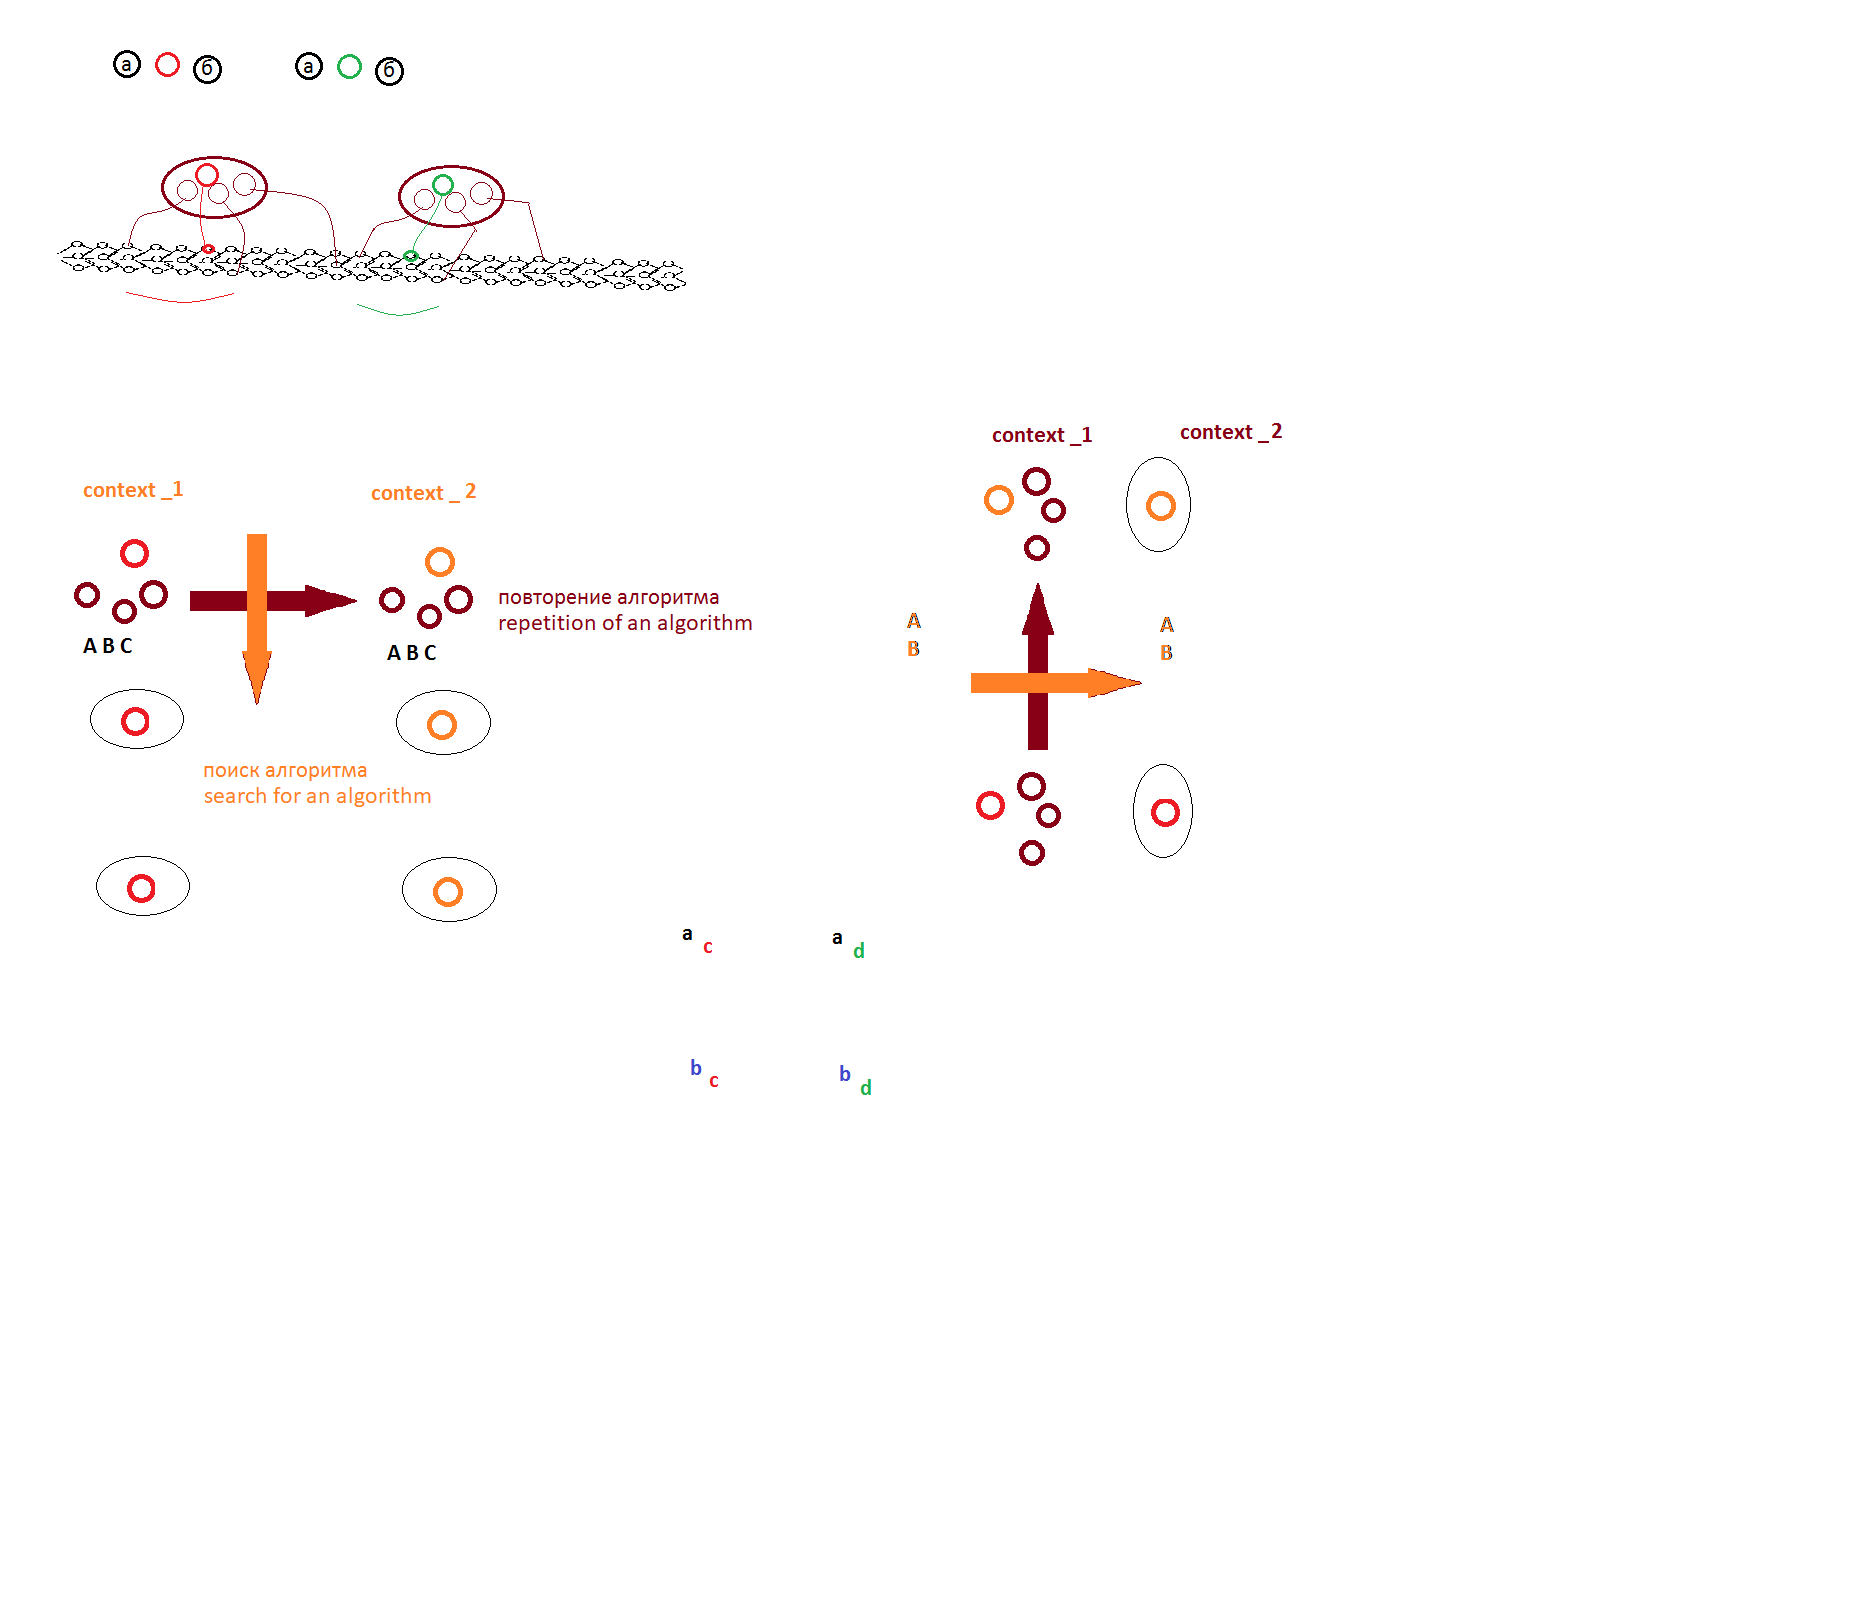 а б а б
context _1 context _2
context _1 context _ 2
повторение алгоритма
repetition of an algorithm
A B C A B C
A A
B B
поиск алгоритма
search for an algorithm
a c a d
b c b d